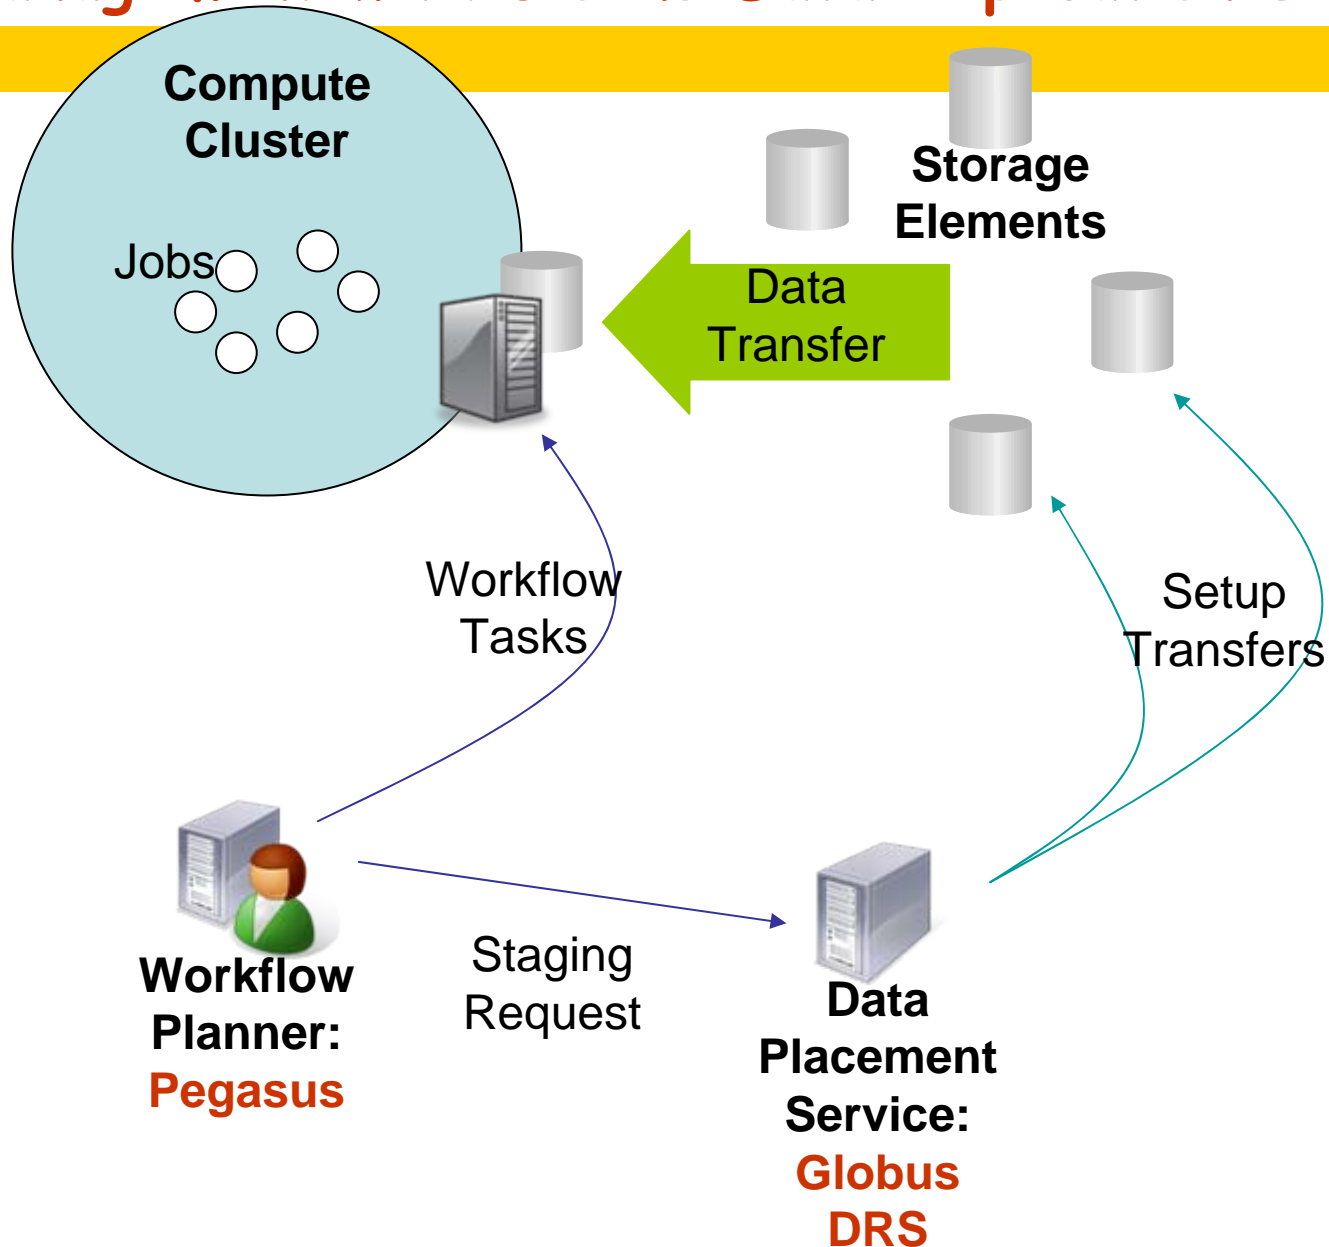 Compute
Cluster
Storage
Elements
Jobs
Data
Transfer
Workflow
Tasks
Setup
Transfers
Staging
Request
Workflow
Planner:
Pegasus
Data
Placement
Service:
Globus
DRS